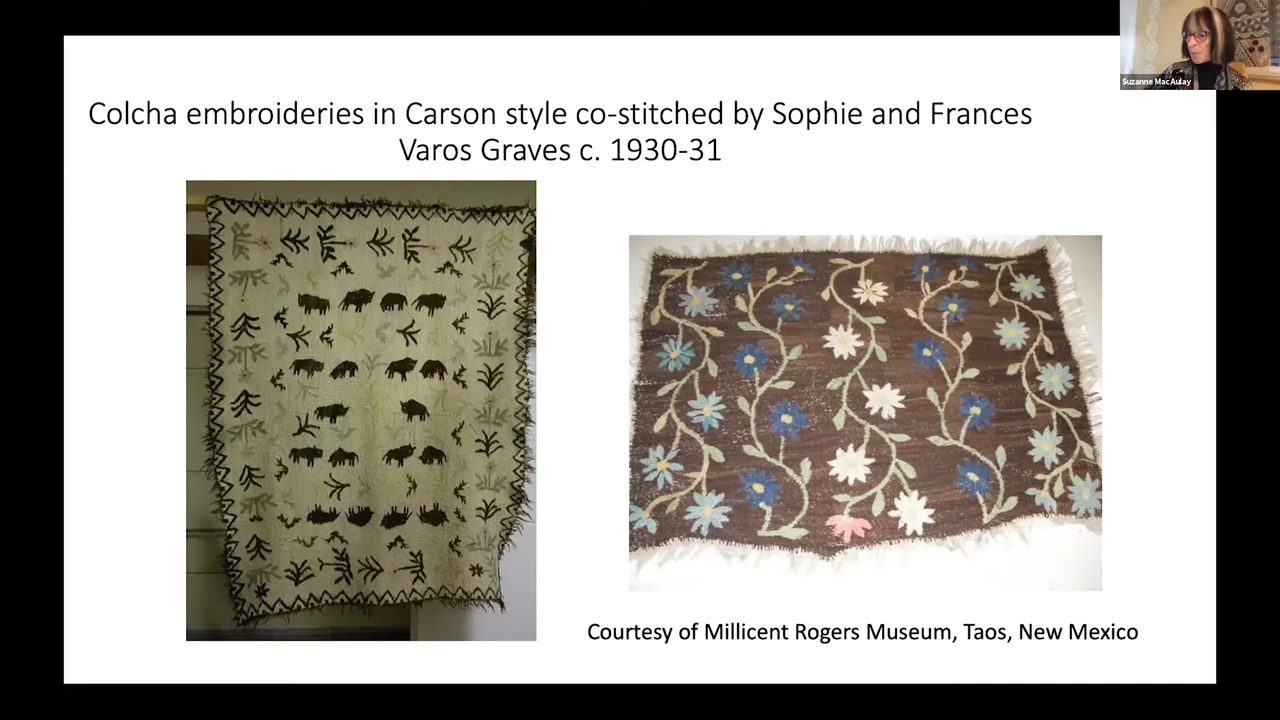 Suzanne MacAulay
Colcha embroideries in Carson style co-stitched by Sophie and Frances
Varos Graves c. 1930-31
Courtesy of Millicent Rogers Museum, Taos, New Mexico